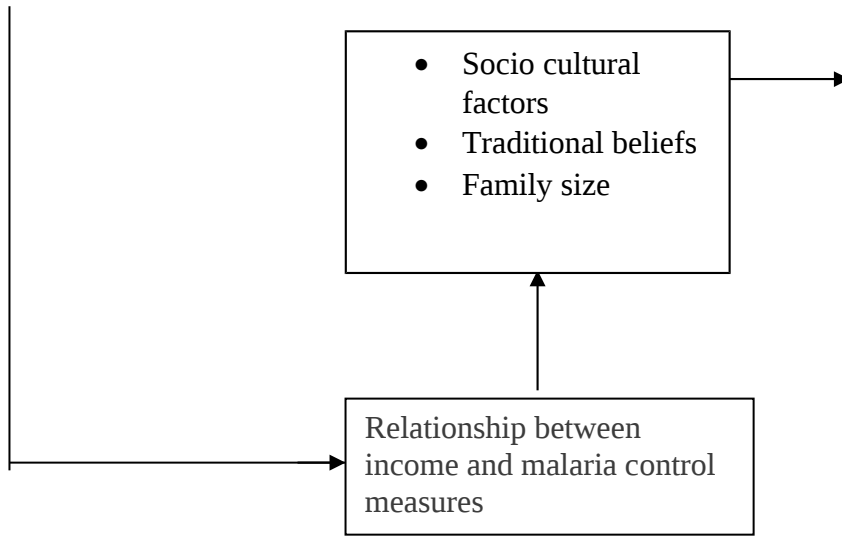 • Socio cultural
factors
• Traditional beliefs
• Family size
Relationship between
income and malaria control
measures